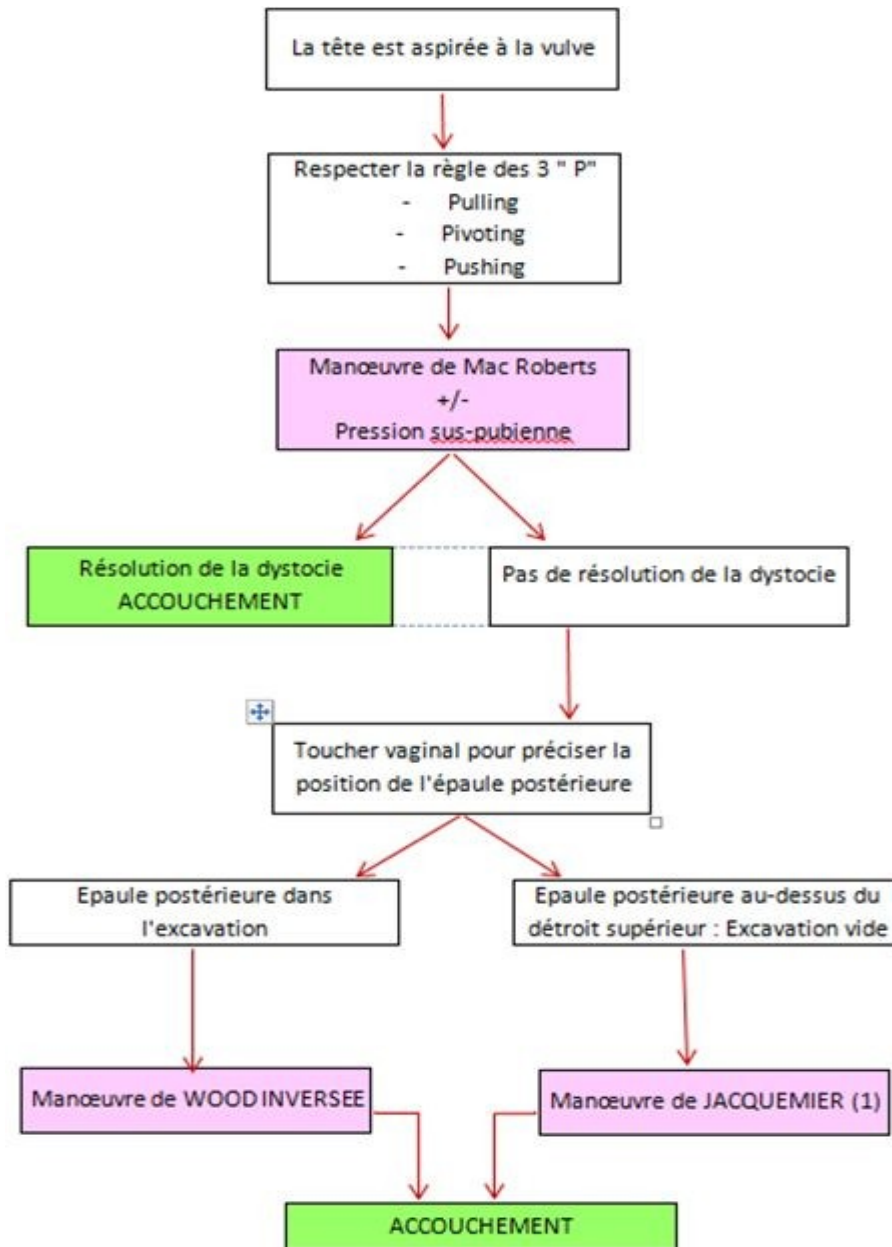 La tête est aspirée à la vulve
Respecter la règle des 3 " P"
- Pulling
- Pivoting
- Pushing
Manœuvre de Mac Roberts
+/-
Pression sus-pubienne
Résolution de la dystocie
ACCOUCHEMENT
Pas de résolution de la dystocie
Toucher vaginal pour préciser la
position de l'épaule postérieure
Epaule postérieure dans
l'excavation
Epaule postérieure au-dessus du
détroit supérieur : Excavation vide
Manœuvre de WOOD INVERSEE
Manœuvre de JACQUEMIER (1)
ACCOUCHEMENT